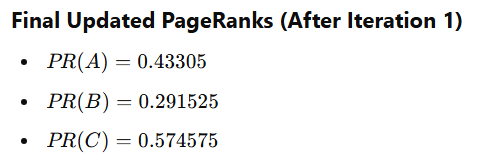 Final Updated PageRanks (After Iteration 1)
• PR(A) = 0.43305
• PR(B) = 0.291525
• PR(C) = 0.574575